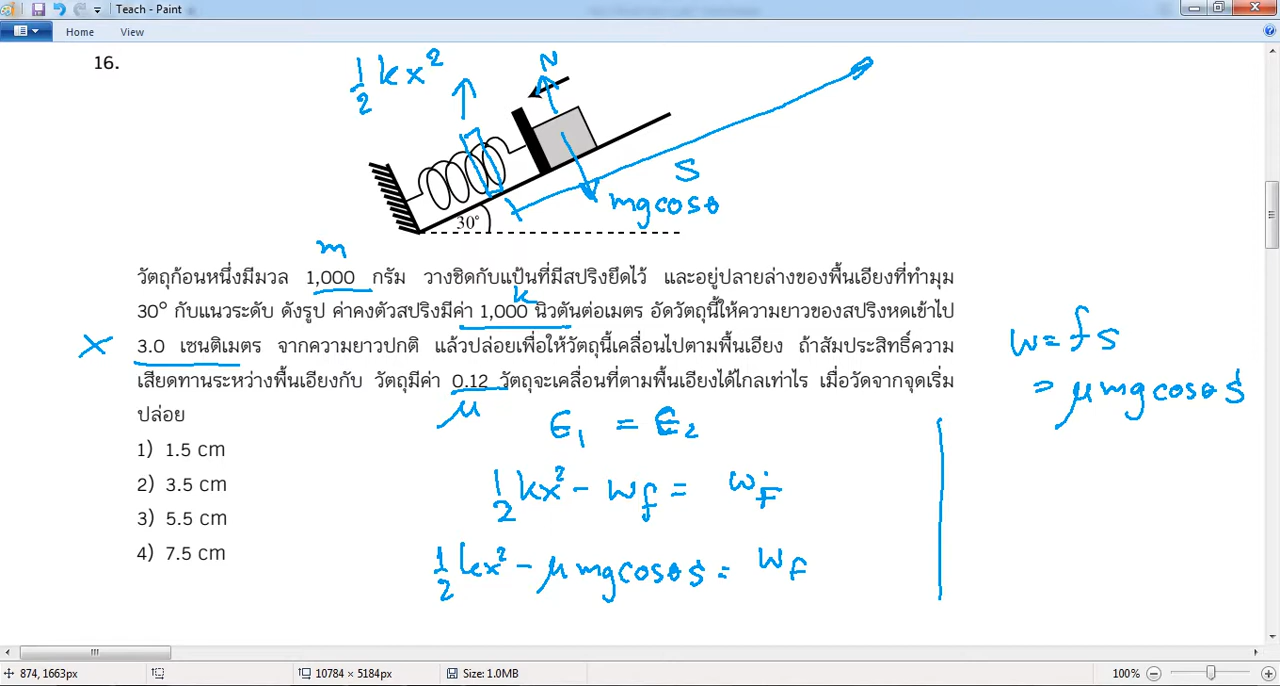 Teach - Paint
Home View
16.
½kx²
N
S
mgcosθ
30°
m
วัตถุก้อนหนึ่งมีมวล 1,000 กรัม วางชิดกับแป้นที่มีสปริงยึดไว้ และอยู่ปลายล่างของพื้นเอียงที่ทำมุม
k
30° กับแนวระดับ ดังรูป ค่าคงตัวสปริงมีค่า 1,000 นิวตันต่อเมตร อัดวัตถุนี้ให้ความยาวของสปริงหดเข้าไป
x 3.0 เซนติเมตร จากความยาวปกติ แล้วปล่อยเพื่อให้วัตถุนี้เคลื่อนไปตามพื้นเอียง ถ้าสัมประสิทธิ์ความ
เสียดทานระหว่างพื้นเอียงกับ วัตถุมีค่า 0.12 วัตถุจะเคลื่อนที่ตามพื้นเอียงได้ไกลเท่าไร เมื่อวัดจากจุดเริ่ม
ปล่อย
μ
1) 1.5 cm
2) 3.5 cm
3) 5.5 cm
4) 7.5 cm
E₁ = E₂
½kx² - Wf = WF
½kx² - μmgcosθ s = WF
W = fs
= μmgcosθ s
874, 1663px 10784 × 5184px Size: 1.0MB 100%